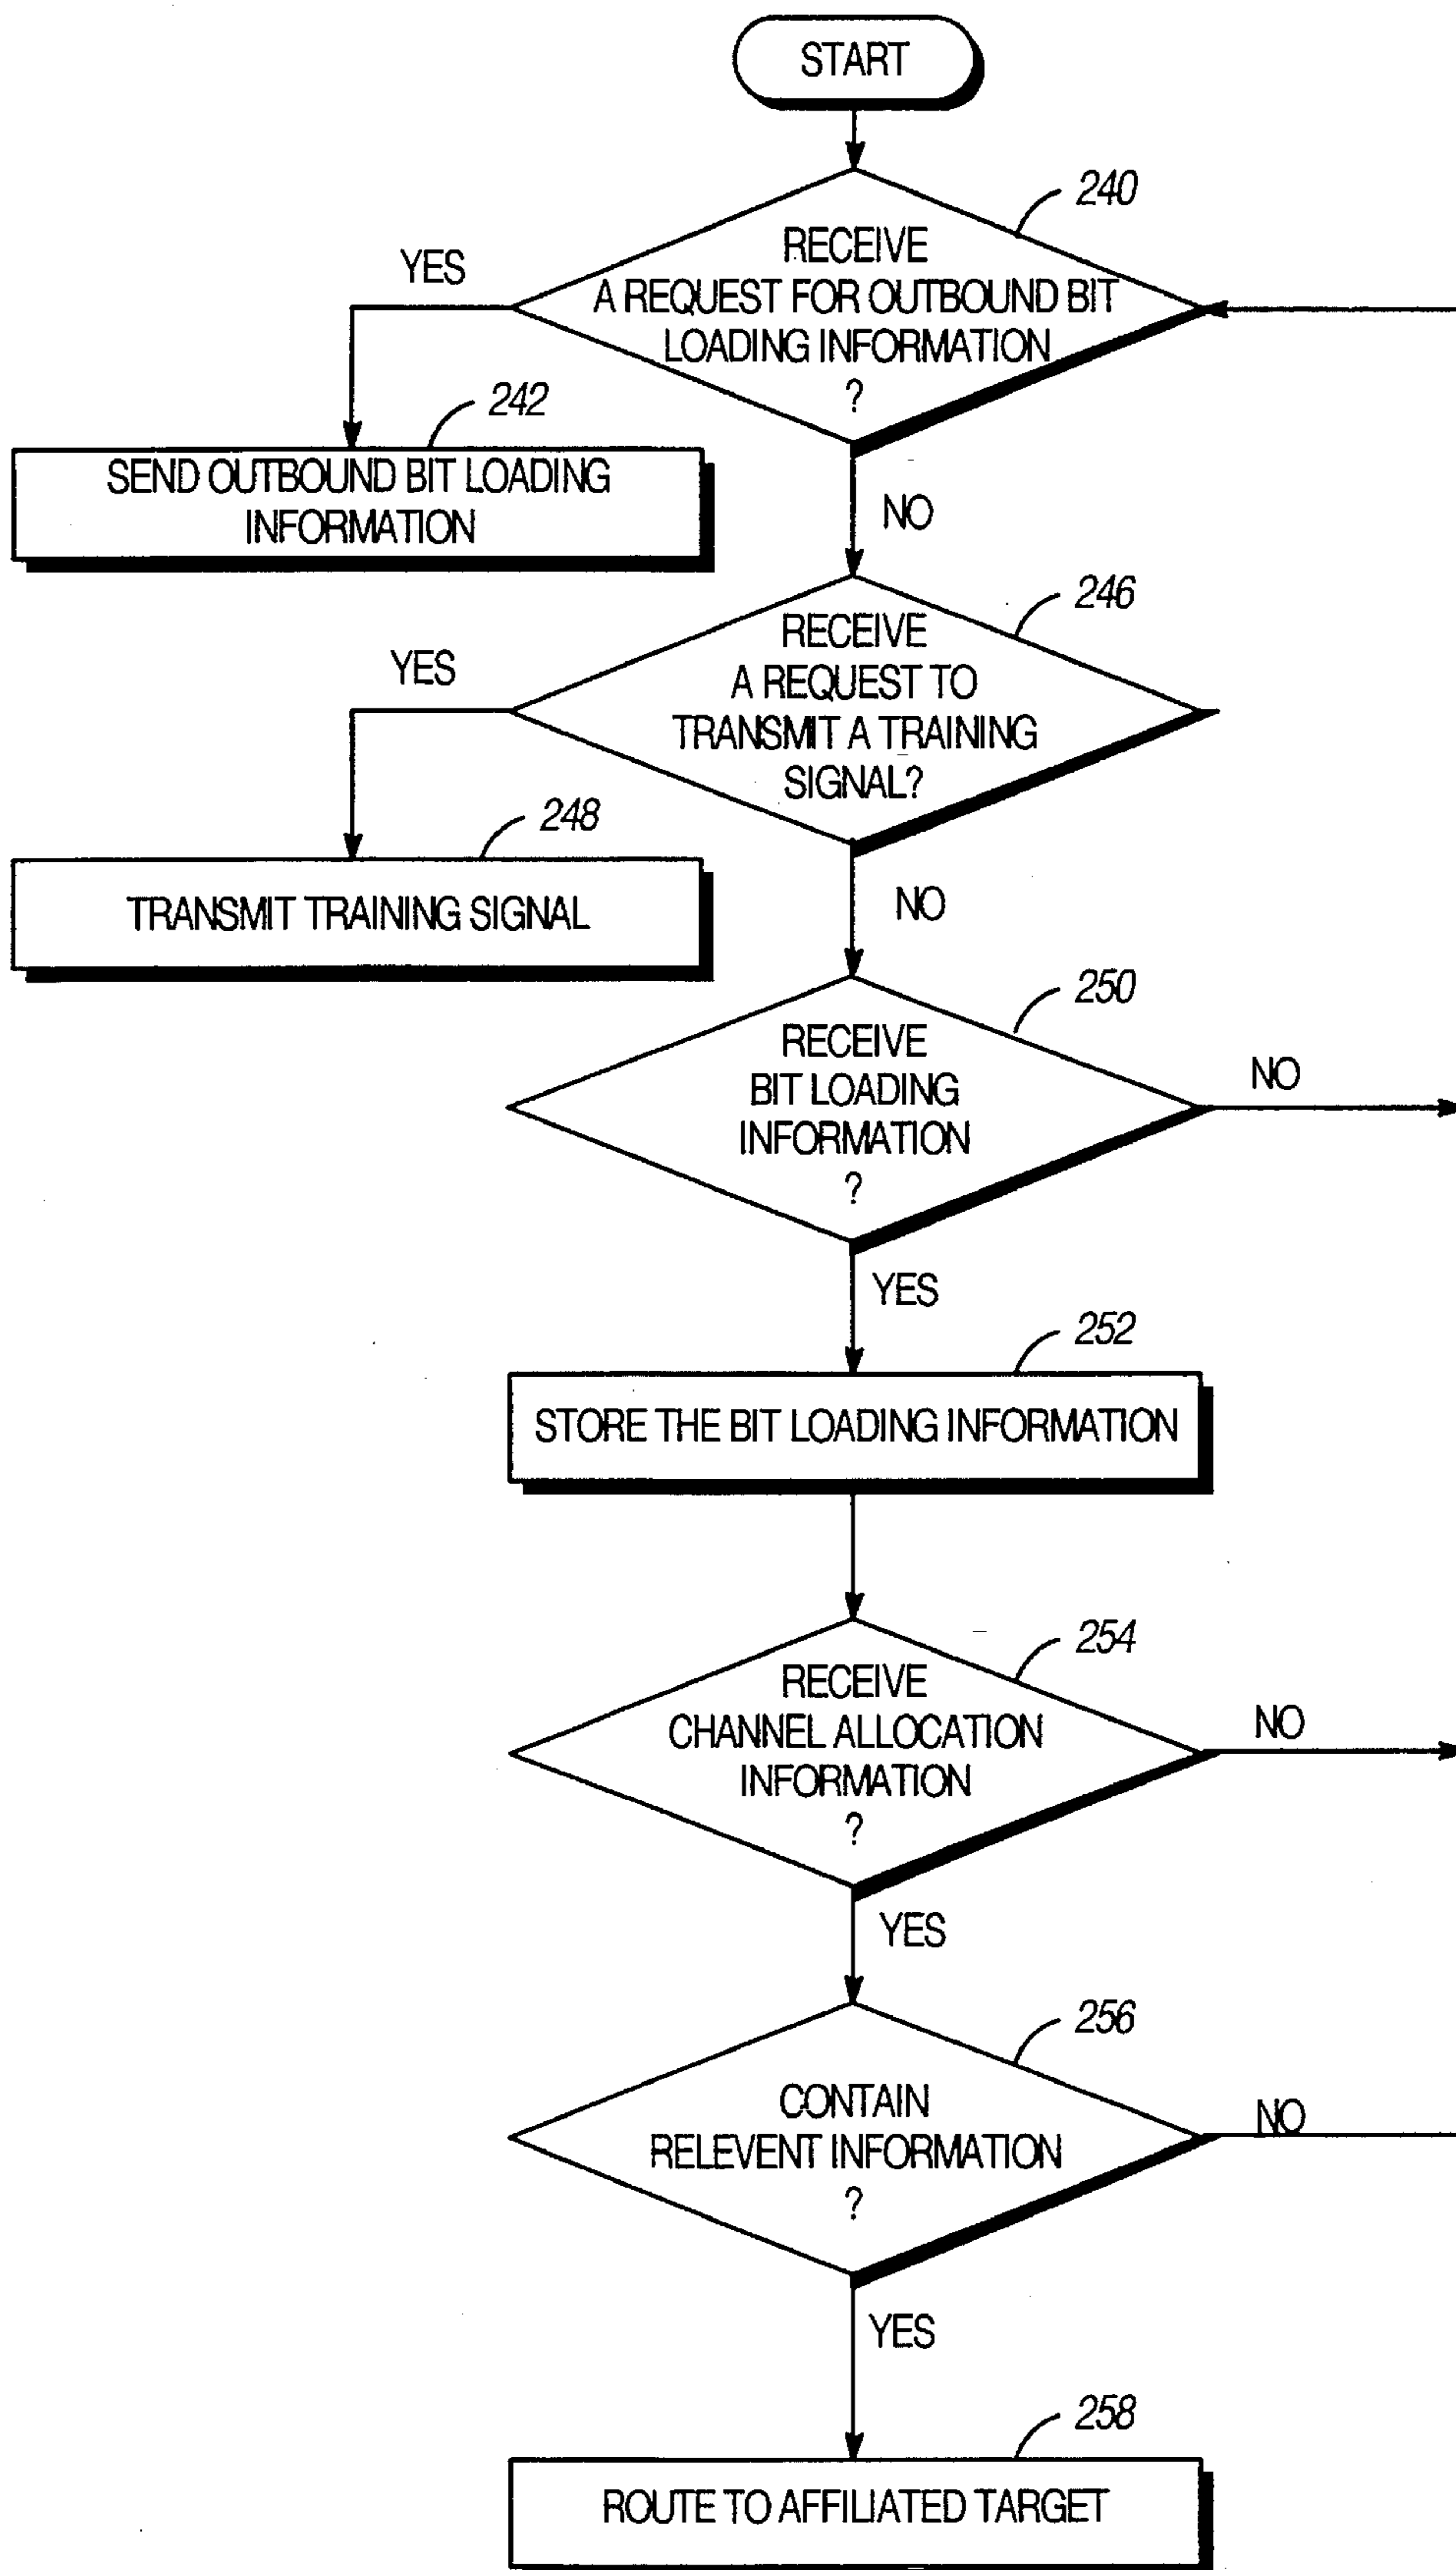 START
240
RECEIVE
A REQUEST FOR OUTBOUND BIT
LOADING INFORMATION
?
YES
242
SEND OUTBOUND BIT LOADING
INFORMATION
NO
246
RECEIVE
A REQUEST TO
TRANSMIT A TRAINING
SIGNAL?
YES
248
TRANSMIT TRAINING SIGNAL
NO
250
RECEIVE
BIT LOADING
INFORMATION
?
NO
YES
252
STORE THE BIT LOADING INFORMATION
254
RECEIVE
CHANNEL ALLOCATION
INFORMATION
?
NO
YES
256
CONTAIN
RELEVENT INFORMATION
?
NO
YES
258
ROUTE TO AFFILIATED TARGET